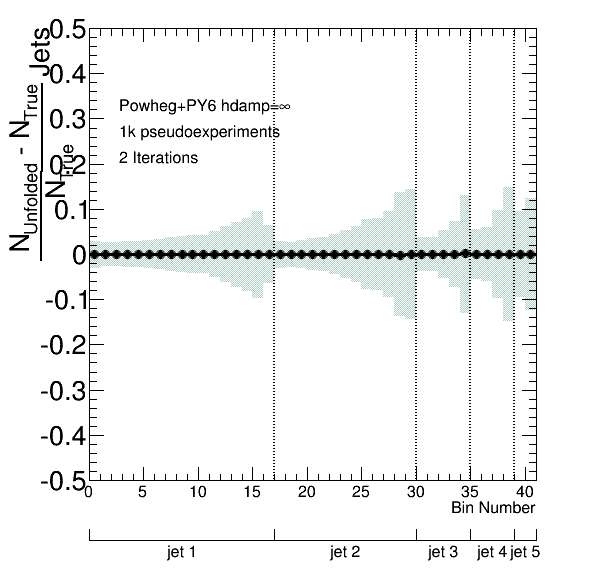 N_Unfolded - N_True
N_True
Jets
0.5
0.4
0.3
0.2
0.1
0
-0.1
-0.2
-0.3
-0.4
-0.5
Powheg+PY6 hdamp=∞
1k pseudoexperiments
2 Iterations
0 5 10 15 20 25 30 35 40
Bin Number
jet 1 jet 2 jet 3 jet 4 jet 5